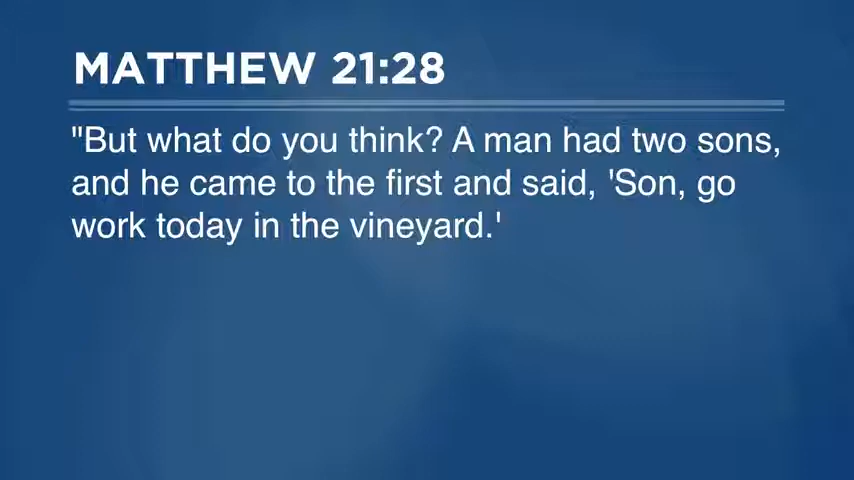 MATTHEW 21:28
"But what do you think? A man had two sons,
and he came to the first and said, 'Son, go
work today in the vineyard.'